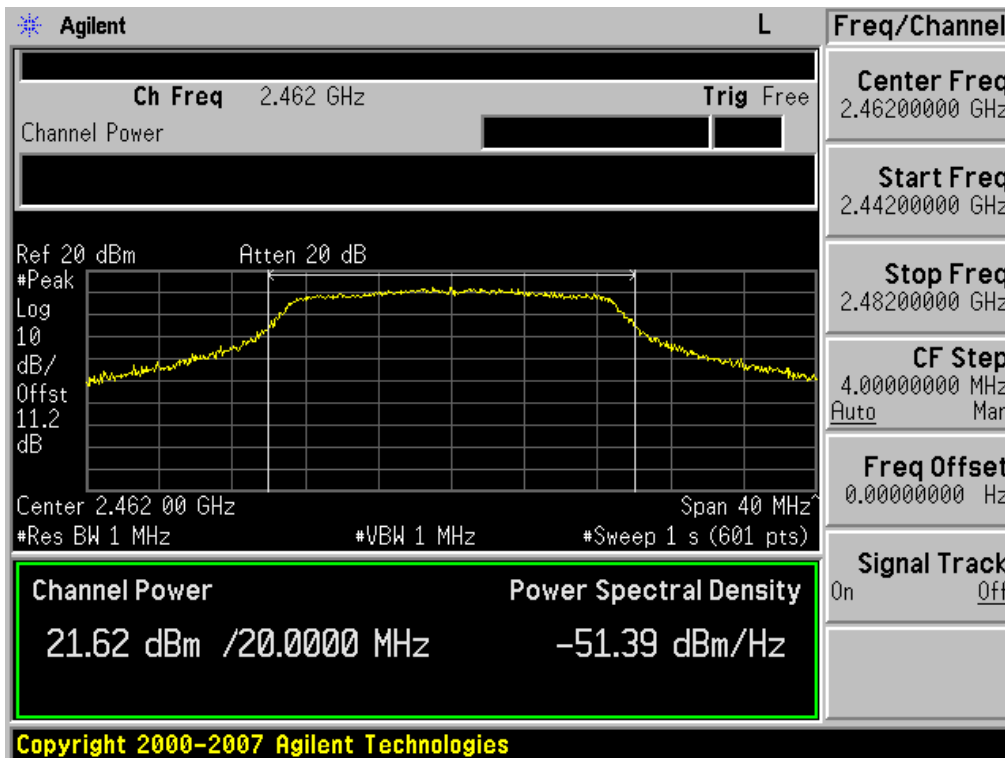 Agilent L Freq/Channel
Ch Freq 2.462 GHz Trig Free
Channel Power
Center Freq
2.46200000 GHz
Start Freq
2.44200000 GHz
Stop Freq
2.48200000 GHz
CF Step
4.00000000 MHz
Auto Man
Freq Offset
0.00000000 Hz
Signal Track
On Off
Ref 20 dBm Atten 20 dB
#Peak
Log
10
dB/
Offst
11.2
dB
Center 2.462 00 GHz Span 40 MHz^
#Res BW 1 MHz #VBW 1 MHz #Sweep 1 s (601 pts)
Channel Power Power Spectral Density
21.62 dBm /20.0000 MHz -51.39 dBm/Hz
Copyright 2000-2007 Agilent Technologies